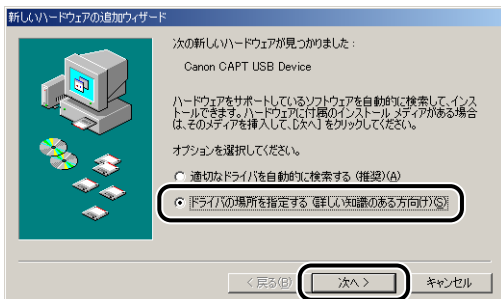 新しいハードウェアの追加ウィザード
次の新しいハードウェアが見つかりました :
Canon CAPT USB Device
ハードウェアをサポートしているソフトウェアを自動的に検索して、インス
トールできます。ハードウェアに付属のインストール メディアがある場合
は、そのメディアを挿入して、[次へ] をクリックしてください。
オプションを選択してください。
適切なドライバを自動的に検索する (推奨)(A)
ドライバの場所を指定する (詳しい知識のある方向け)(S)
< 戻る(B)
次へ >
キャンセル